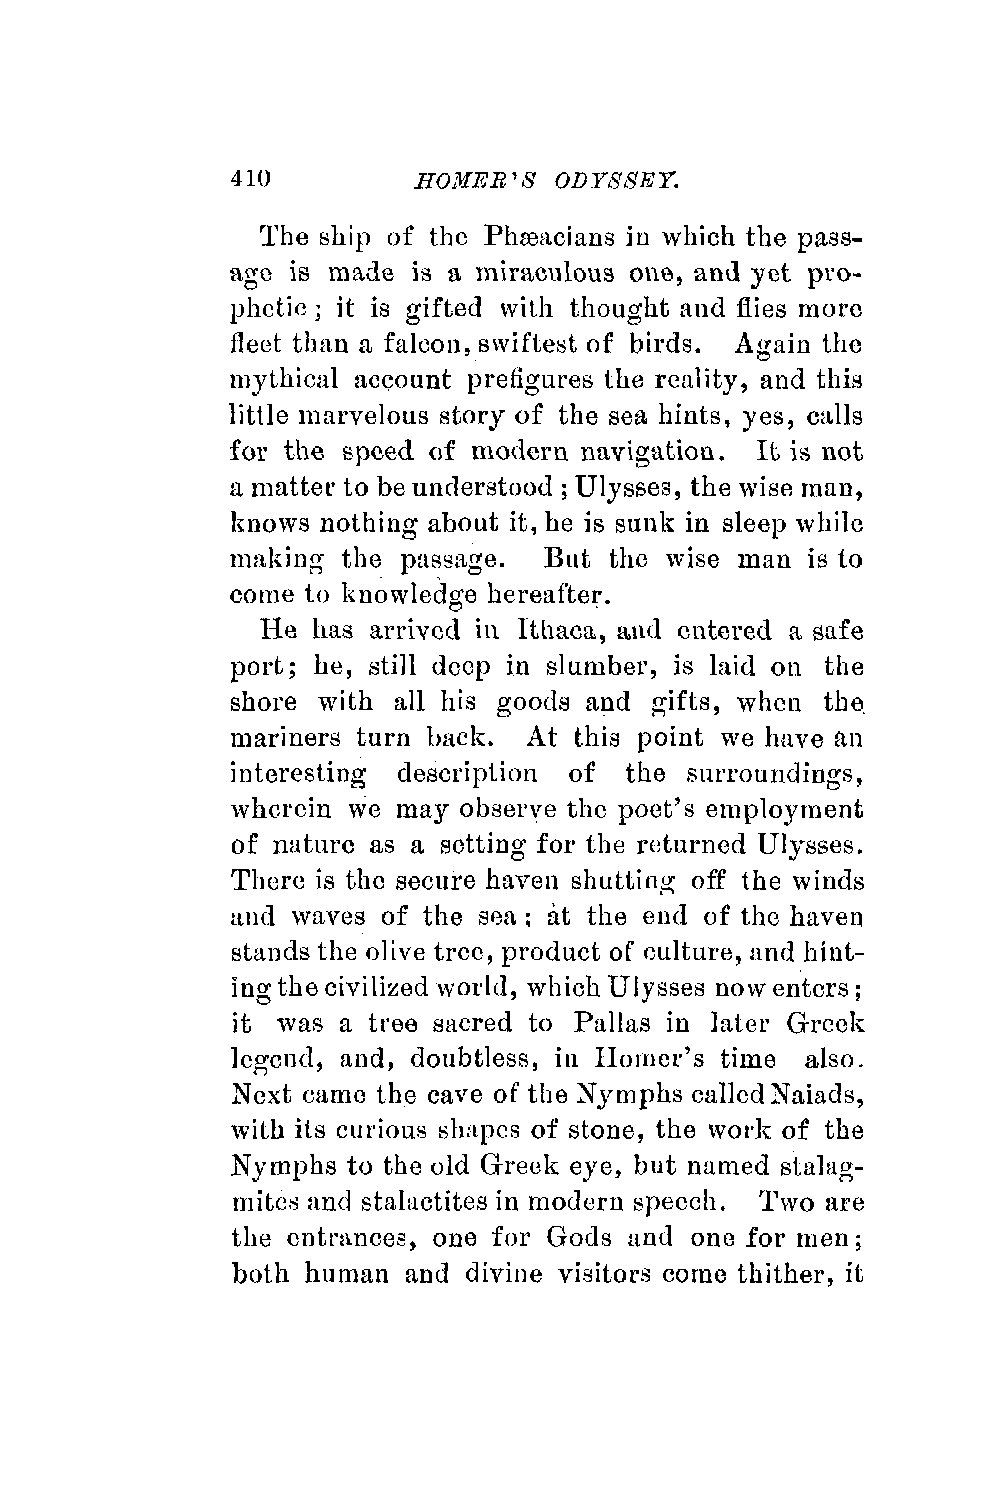 410 HOMER'S ODYSSEY.
The ship of the Phæacians in which the pass-
age is made is a miraculous one, and yet pro-
phetic; it is gifted with thought and flies more
fleet than a falcon, swiftest of birds. Again the
mythical account prefigures the reality, and this
little marvelous story of the sea hints, yes, calls
for the speed of modern navigation. It is not
a matter to be understood; Ulysses, the wise man,
knows nothing about it, he is sunk in sleep while
making the passage. But the wise man is to
come to knowledge hereafter.
He has arrived in Ithaca, and entered a safe
port; he, still deep in slumber, is laid on the
shore with all his goods and gifts, when the
mariners turn back. At this point we have an
interesting description of the surroundings,
wherein we may observe the poet's employment
of nature as a setting for the returned Ulysses.
There is the secure haven shutting off the winds
and waves of the sea; at the end of the haven
stands the olive tree, product of culture, and hint-
ing the civilized world, which Ulysses now enters;
it was a tree sacred to Pallas in later Greek
legend, and, doubtless, in Homer's time also.
Next came the cave of the Nymphs called Naiads,
with its curious shapes of stone, the work of the
Nymphs to the old Greek eye, but named stalag-
mites and stalactites in modern speech. Two are
the entrances, one for Gods and one for men;
both human and divine visitors come thither, it